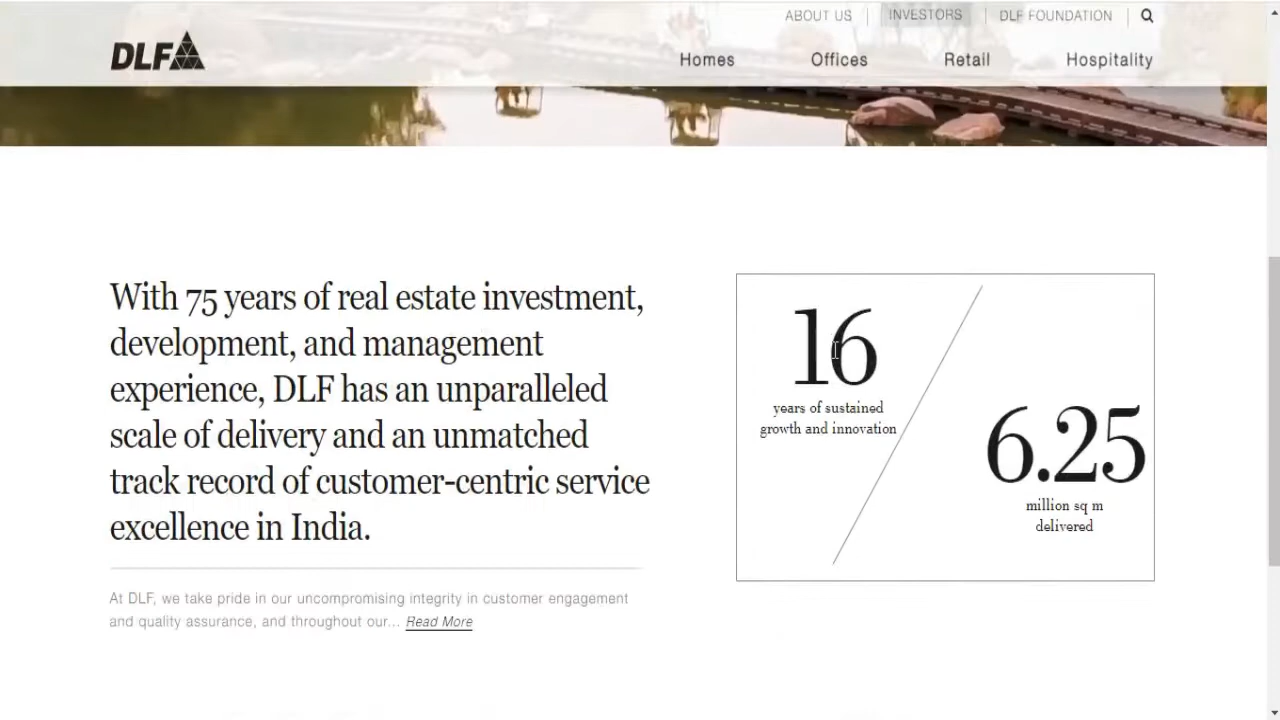 ABOUT US
INVESTORS
DLF FOUNDATION
DLF
Homes
Offices
Retail
Hospitality
With 75 years of real estate investment,
development, and management
experience, DLF has an unparalleled
scale of delivery and an unmatched
track record of customer-centric service
excellence in India.
At DLF, we take pride in our uncompromising integrity in customer engagement
and quality assurance, and throughout our... Read More
16
years of sustained
growth and innovation
6.25
million sq m
delivered